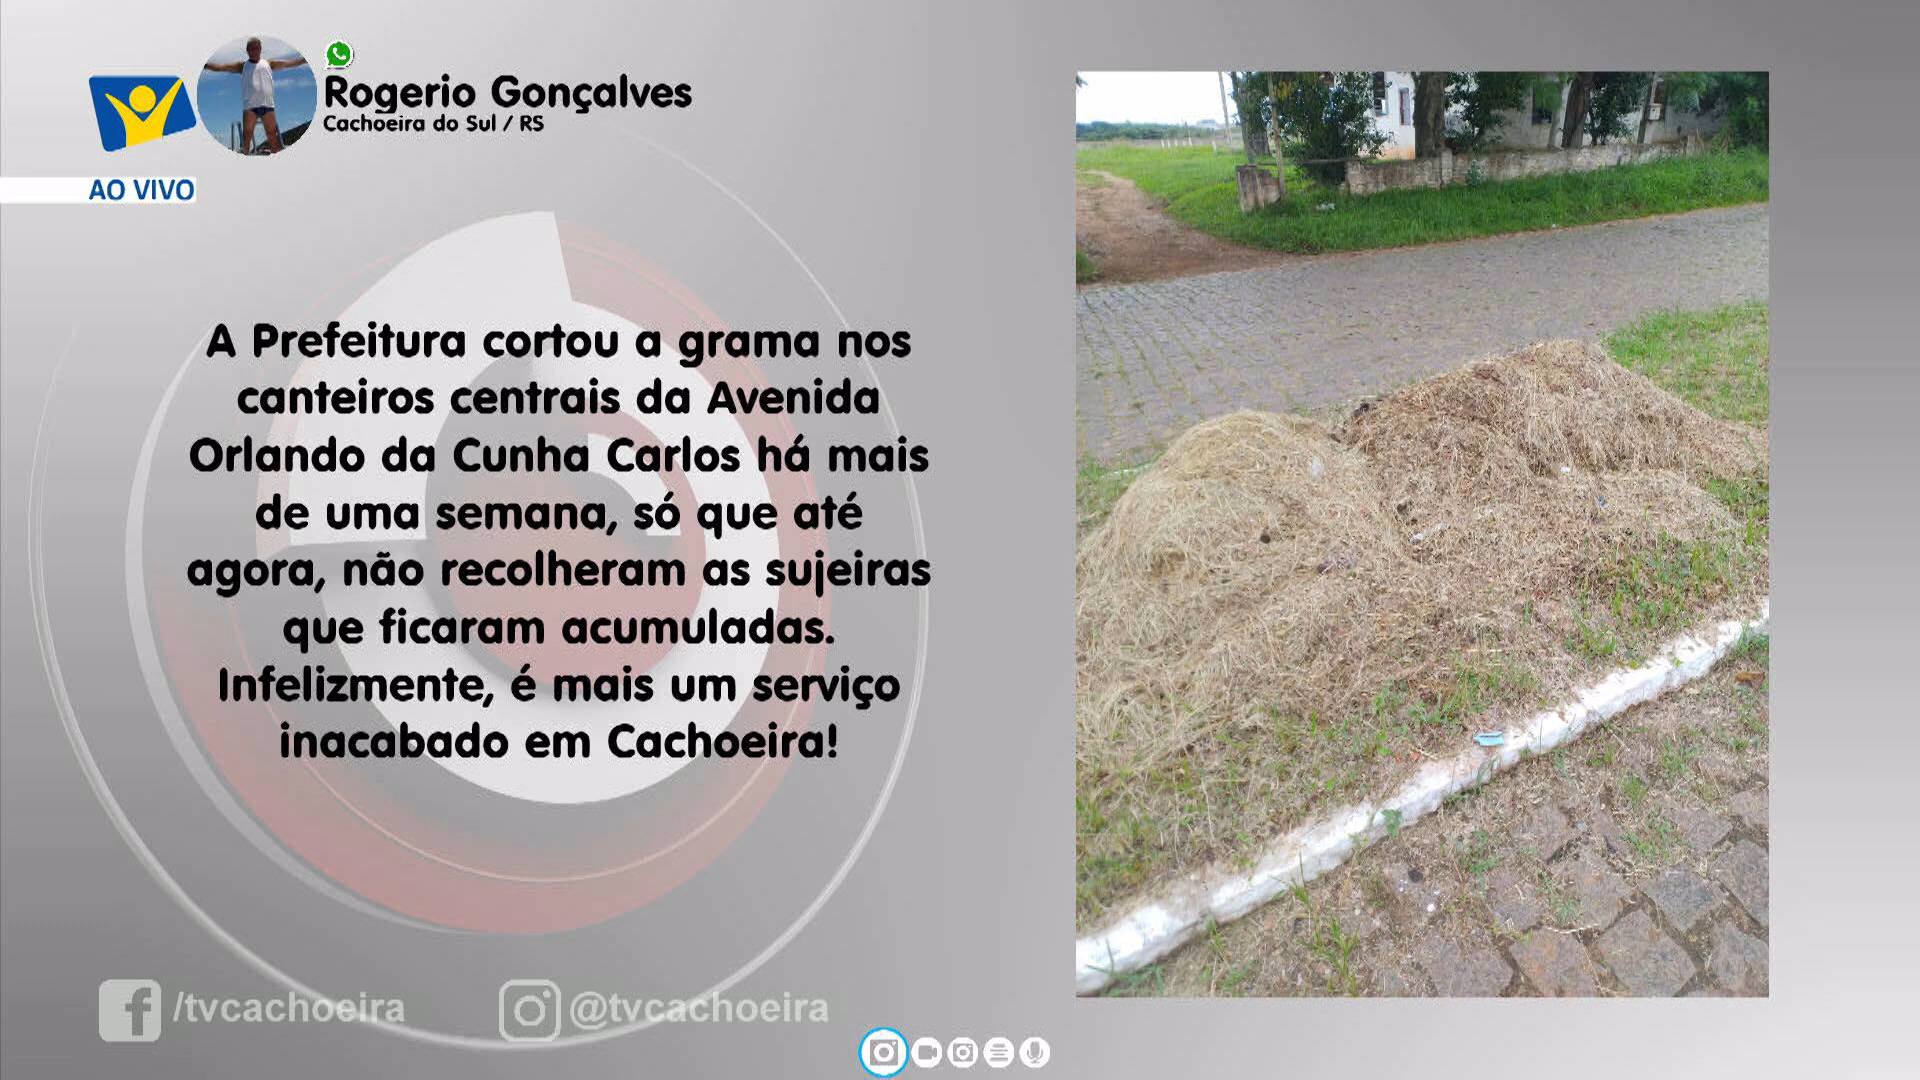 Rogerio Gonçalves
Cachoeira do Sul / RS
AO VIVO
A Prefeitura cortou a grama nos
canteiros centrais da Avenida
Orlando da Cunha Carlos há mais
de uma semana, só que até
agora, não recolheram as sujeiras
que ficaram acumuladas.
Infelizmente, é mais um serviço
inacabado em Cachoeira!
/tvcachoeira
@tvcachoeira